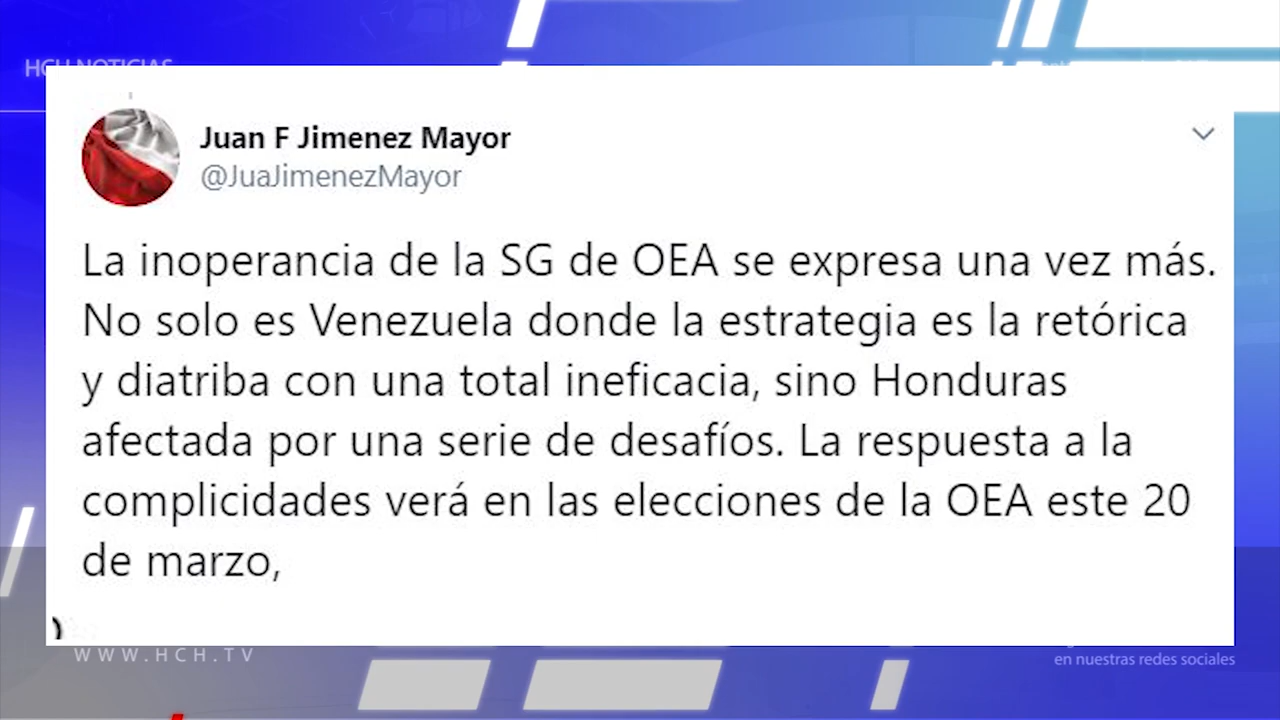 HCH NOTICIAS
Juan F Jimenez Mayor
@JuaJimenezMayor
La inoperancia de la SG de OEA se expresa una vez más.
No solo es Venezuela donde la estrategia es la retórica
y diatriba con una total ineficacia, sino Honduras
afectada por una serie de desafíos. La respuesta a la
complicidades verá en las elecciones de la OEA este 20
de marzo,
WWW.HCH.TV
en nuestras redes sociales